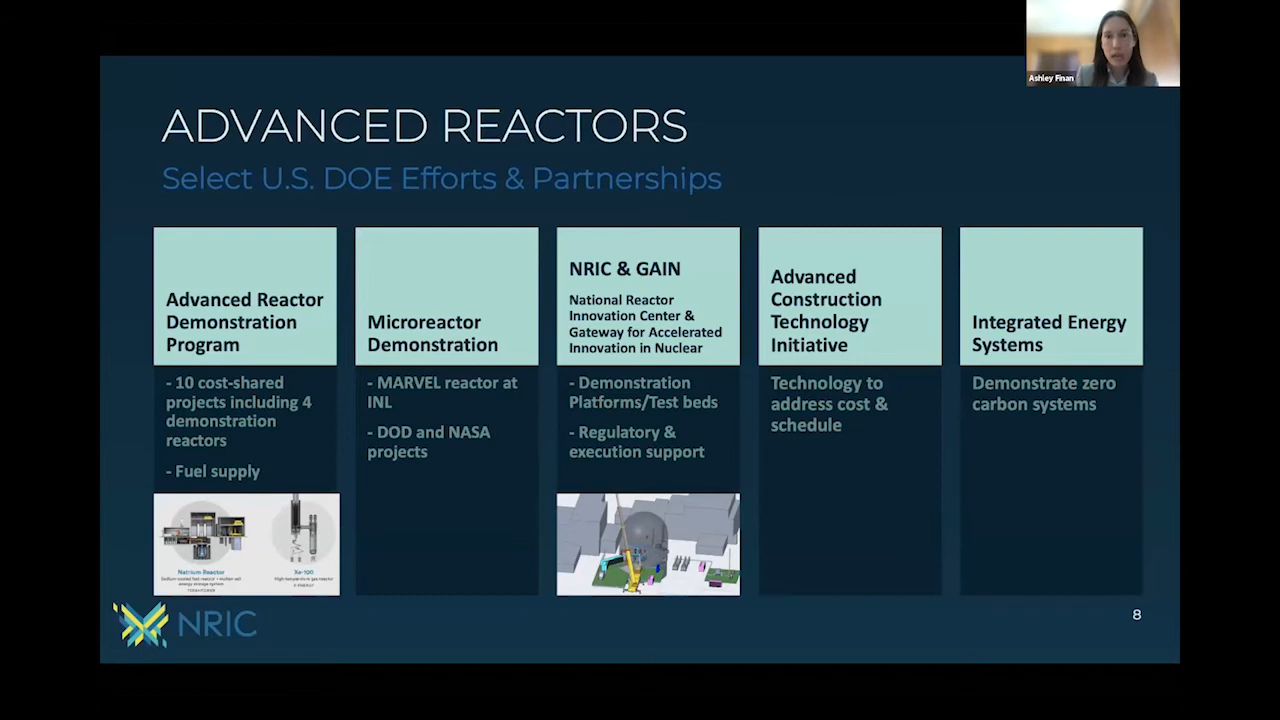 Ashley Finan
ADVANCED REACTORS
Select U.S. DOE Efforts & Partnerships
Advanced Reactor
Demonstration
Program
- 10 cost-shared
projects including 4
demonstration
reactors
- Fuel supply
Natrium Reactor
Xe-100
Microreactor
Demonstration
- MARVEL reactor at
INL
- DOD and NASA
projects
NRIC & GAIN
National Reactor
Innovation Center &
Gateway for Accelerated
Innovation in Nuclear
- Demonstration
Platforms/Test beds
- Regulatory &
execution support
Advanced
Construction
Technology
Initiative
Technology to
address cost &
schedule
Integrated Energy
Systems
Demonstrate zero
carbon systems
NRIC
8